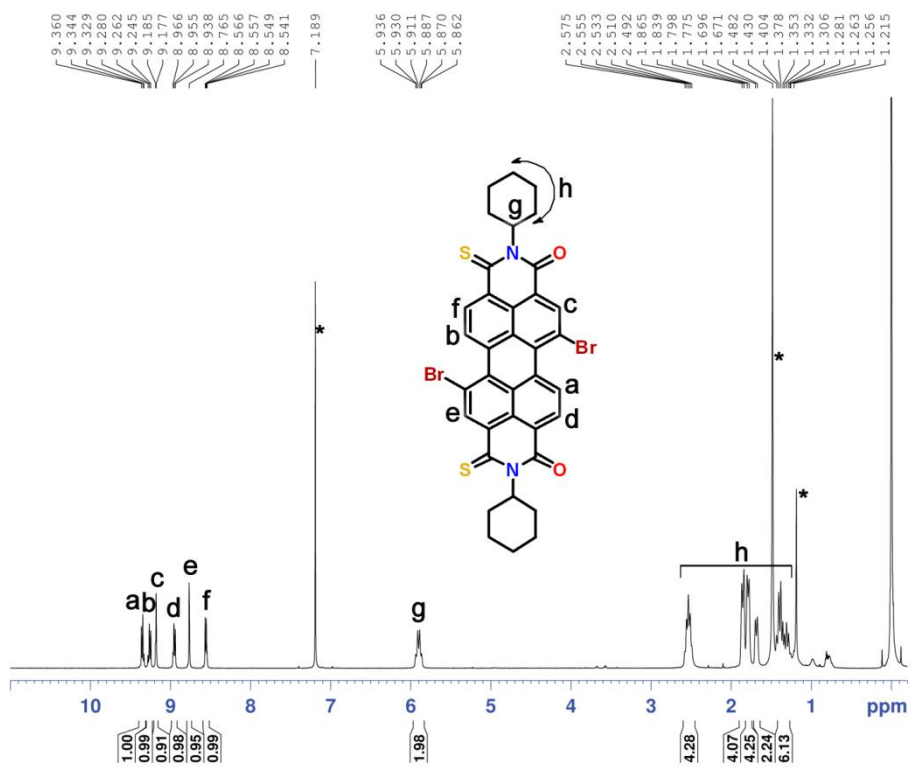 9.360 9.344 9.329 9.280 9.262 9.245 9.185 9.177 8.966 8.955 8.938 8.765 8.566 8.557 8.549 8.541 7.189 5.936 5.930 5.911 5.887 5.870 5.862 2.575 2.555 2.533 2.510 2.492 1.865 1.839 1.798 1.775 1.696 1.671 1.482 1.430 1.404 1.378 1.353 1.332 1.306 1.281 1.263 1.256 1.215
h
g
S N O
f c
b
* Br
Br a
e d
*
S N O
*
h
a b c d e f
g
10 9 8 7 6 5 4 3 2 1 ppm
1.00 0.99 0.91 0.98 0.95 0.99 1.98 4.28 4.07 4.25 2.24 6.13